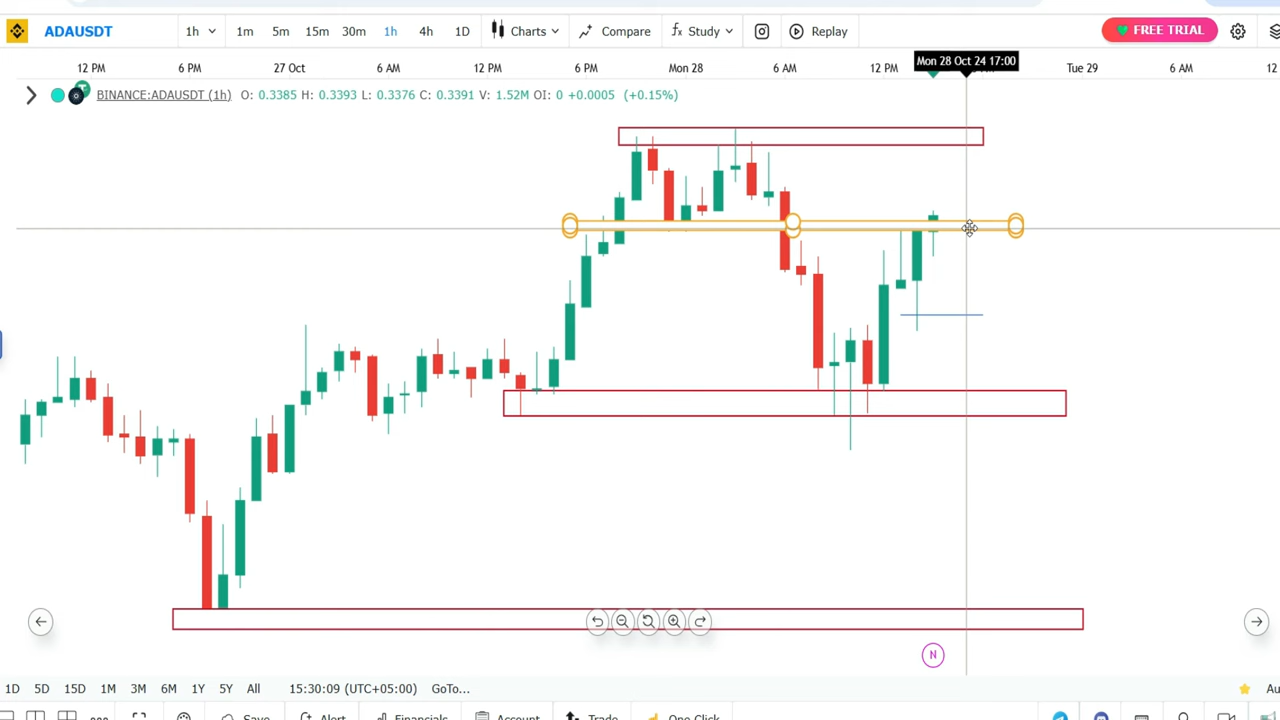 ADAUSDT 1h 1m 5m 15m 30m 1h 4h 1D Charts Compare fx Study Replay FREE TRIAL
12 PM 6 PM 27 Oct 6 AM 12 PM 6 PM Mon 28 6 AM 12 PM Mon 28 Oct 24 17:00 Tue 29 6 AM 12
BINANCE:ADAUSDT (1h) O: 0.3385 H: 0.3393 L: 0.3376 C: 0.3391 V: 1.52M OI: 0 +0.0005 (+0.15%)
N
1D 5D 15D 1M 3M 6M 1Y 5Y All 15:30:09 (UTC+05:00) GoTo... Au
Save Alert Financials Account Trade One Click